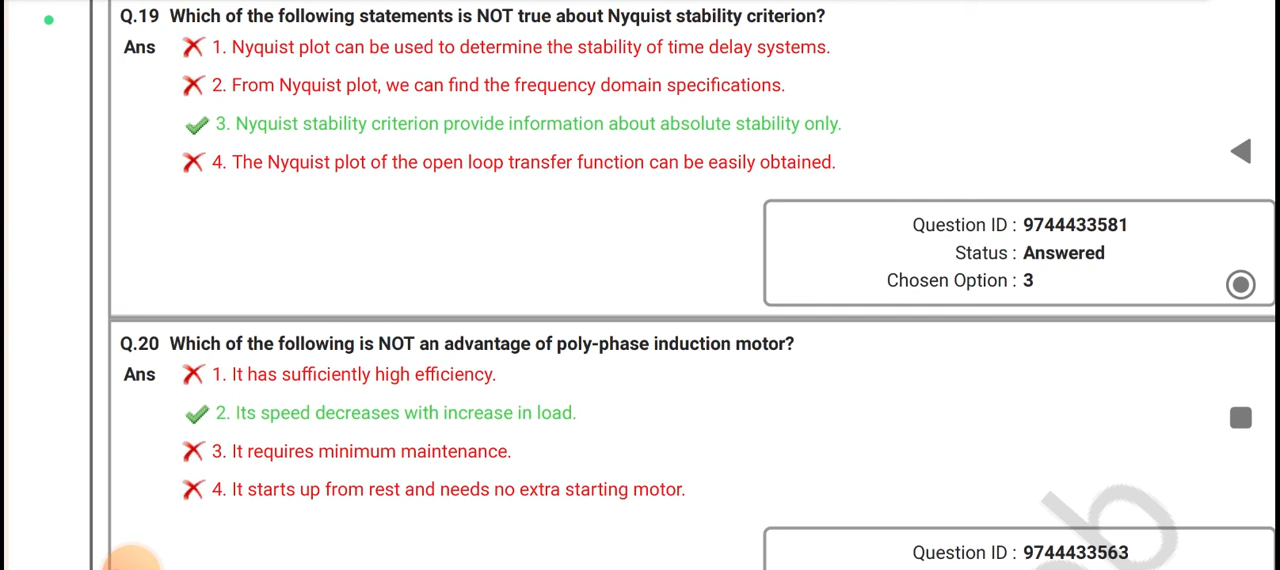 Q.19 Which of the following statements is NOT true about Nyquist stability criterion?
Ans 1. Nyquist plot can be used to determine the stability of time delay systems.
2. From Nyquist plot, we can find the frequency domain specifications.
3. Nyquist stability criterion provide information about absolute stability only.
4. The Nyquist plot of the open loop transfer function can be easily obtained.
Question ID : 9744433581
Status : Answered
Chosen Option : 3
Q.20 Which of the following is NOT an advantage of poly-phase induction motor?
Ans 1. It has sufficiently high efficiency.
2. Its speed decreases with increase in load.
3. It requires minimum maintenance.
4. It starts up from rest and needs no extra starting motor.
Question ID : 9744433563